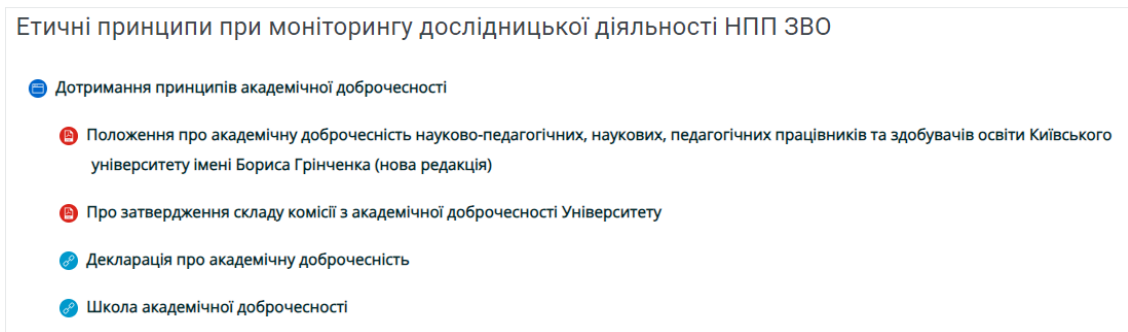 Етичні принципи при моніторингу дослідницької діяльності НПП ЗВО
Дотримання принципів академічної доброчесності
Положення про академічну доброчесність науково-педагогічних, наукових, педагогічних працівників та здобувачів освіти Київського
університету імені Бориса Грінченка (нова редакція)
Про затвердження складу комісії з академічної доброчесності Університету
Декларація про академічну доброчесність
Школа академічної доброчесності